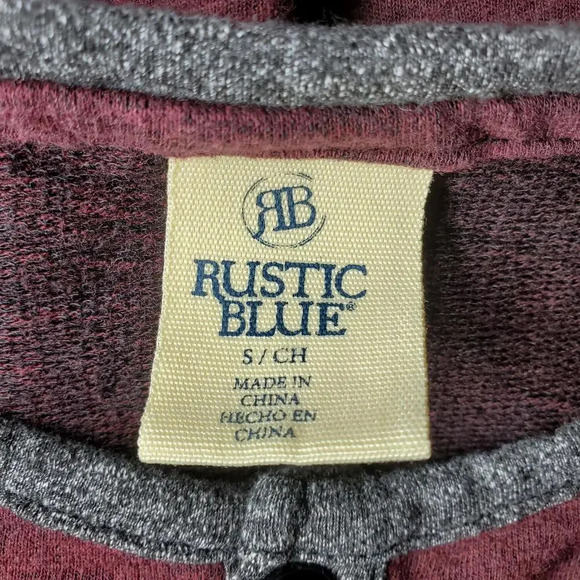 RB
RUSTIC
BLUE®
S / CH
MADE IN
CHINA
HECHO EN
CHINA